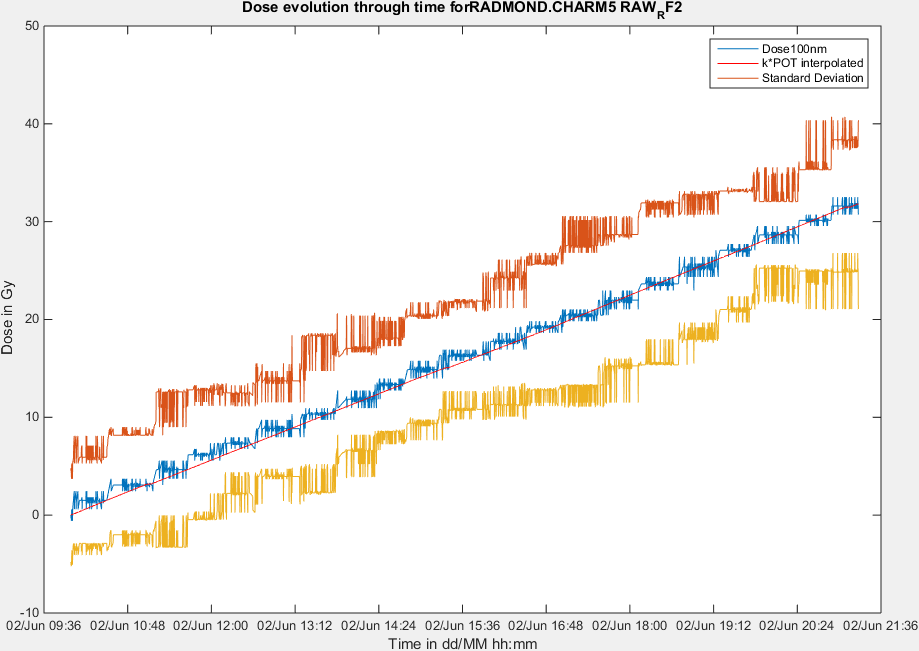 Dose evolution through time forRADMOND.CHARM5 RAW_RF2
50
40
30
20
10
0
-10
Dose in Gy
Dose100nm
k*POT interpolated
Standard Deviation
02/Jun 09:36 02/Jun 10:48 02/Jun 12:00 02/Jun 13:12 02/Jun 14:24 02/Jun 15:36 02/Jun 16:48 02/Jun 18:00 02/Jun 19:12 02/Jun 20:24 02/Jun 21:36
Time in dd/MM hh:mm